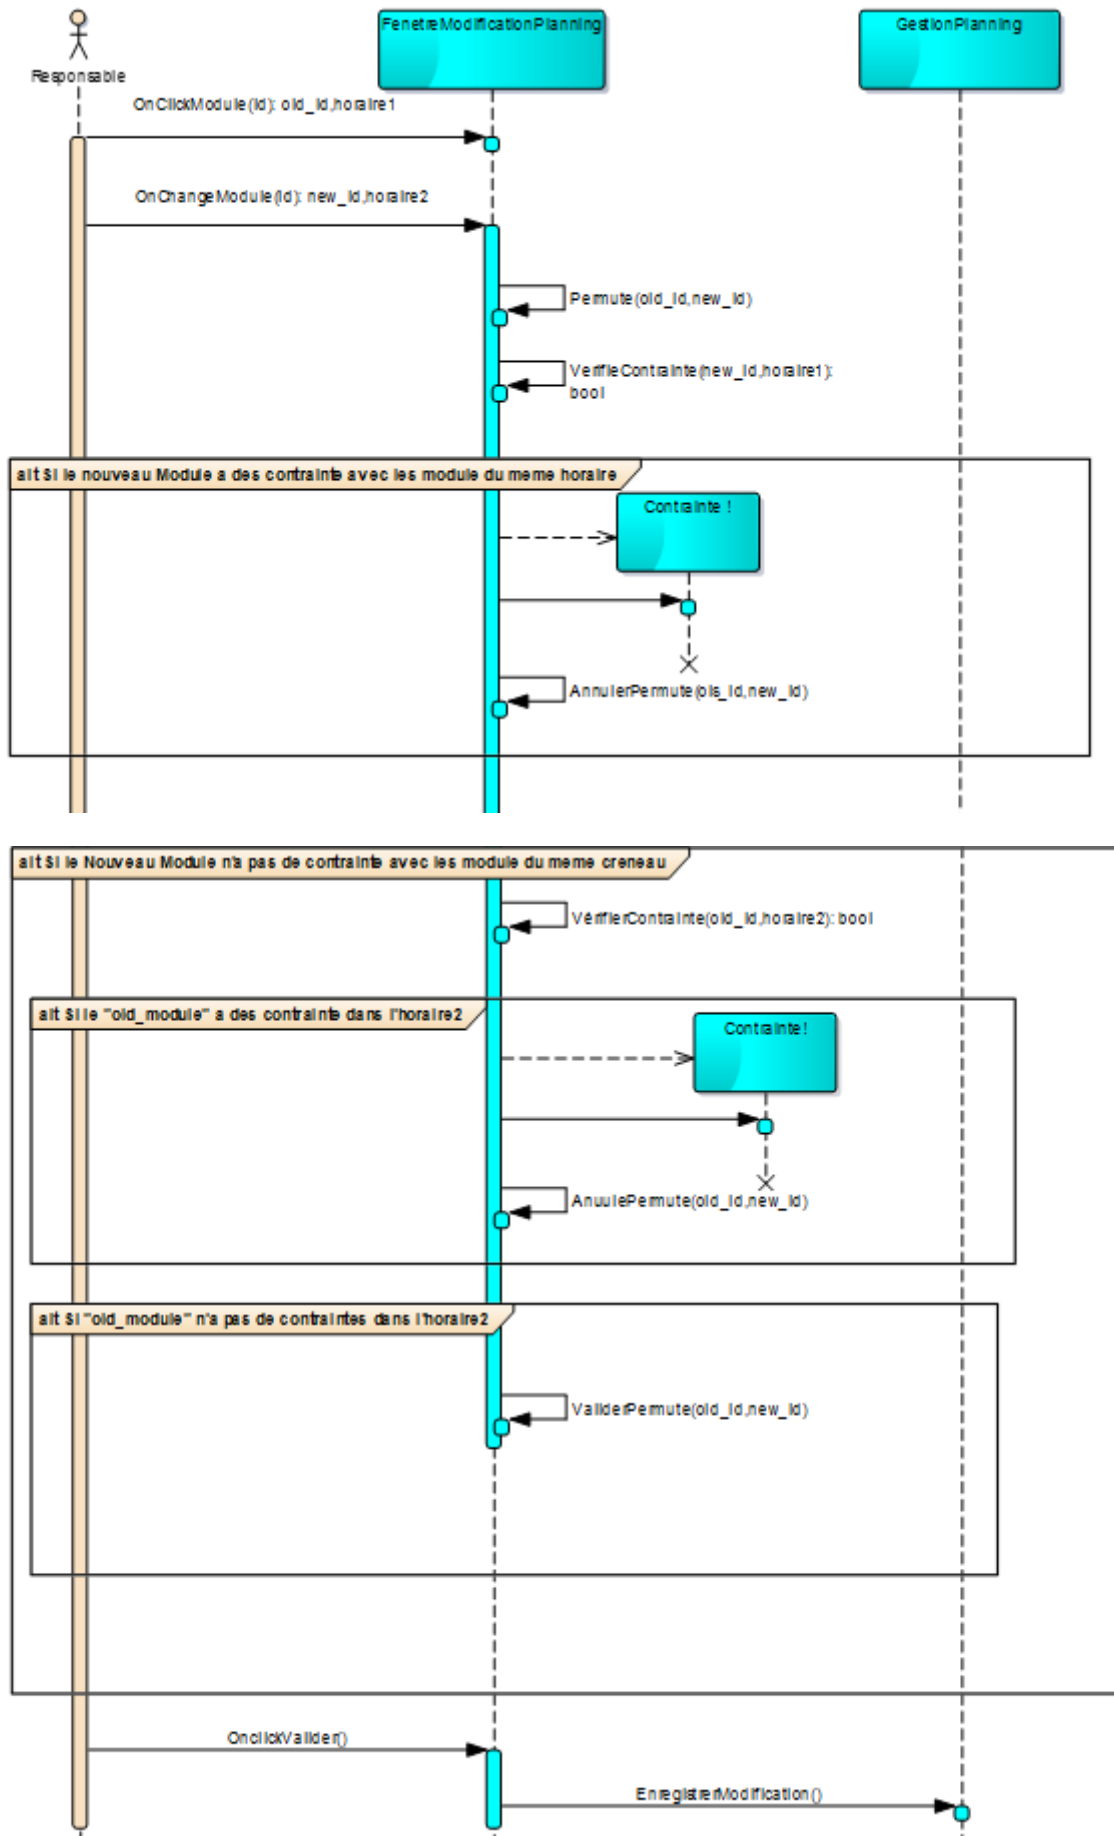 FenetreModificationPlanning
GestionPlanning
Responsable
OnClickModule(id): old_id,horaire1
OnChangeModule(id): new_id,horaire2
Permute(old_id,new_id)
VerifieContrainte(new_id,horaire1):
bool
alt Si le nouveau Module a des contrainte avec les module du meme horaire
Contrainte !
AnnulerPermute(ols_id,new_id)
alt Si le Nouveau Module n'a pas de contrainte avec les module du meme creneau
VérifierContrainte(old_id,horaire2): bool
alt Si le "old_module" a des contrainte dans l'horaire2
Contrainte!
AnuulePermute(old_id,new_id)
alt Si "old_module" n'a pas de contraintes dans l'horaire2
ValiderPermute(old_id,new_id)
OnclickValider()
EnregistrerModification()